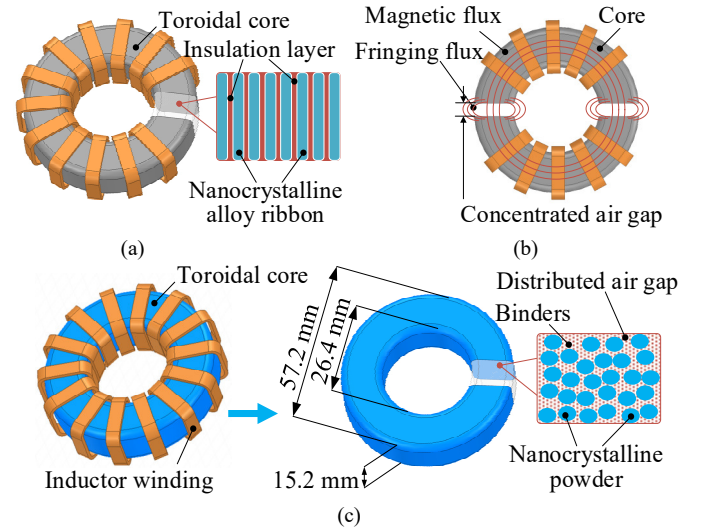 (a)
Toroidal core
Insulation layer
Nanocrystalline
alloy ribbon
(b)
Magnetic flux
Core
Fringing flux
Concentrated air gap
(c)
Toroidal core
Inductor winding
57.2 mm
26.4 mm
15.2 mm
Distributed air gap
Binders
Nanocrystalline
powder